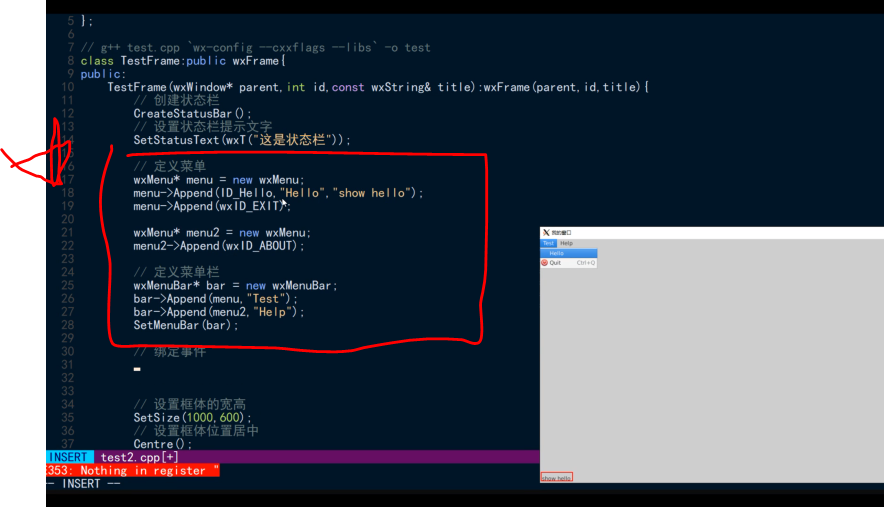 5 };
6
7 // g++ test.cpp `wx-config --cxxflags --libs` -o test
8 class TestFrame:public wxFrame{
9 public:
10 TestFrame(wxWindow* parent,int id,const wxString& title):wxFrame(parent,id,title){
11 // 创建状态栏
12 CreateStatusBar();
13 // 设置状态栏提示文字
14 SetStatusText(wxT("这是状态栏"));
15
16 // 定义菜单
17 wxMenu* menu = new wxMenu;
18 menu->Append(ID_Hello,"Hello","show hello");
19 menu->Append(wxID_EXIT);
20
21 wxMenu* menu2 = new wxMenu;
22 menu2->Append(wxID_ABOUT);
23
24 // 定义菜单栏
25 wxMenuBar* bar = new wxMenuBar;
26 bar->Append(menu,"Test");
27 bar->Append(menu2,"Help");
28 SetMenuBar(bar);
29
30 // 绑定事件
31
32
33
34 // 设置框体的宽高
35 SetSize(1000,600);
36 // 设置框体位置居中
37 Centre();
INSERT test2.cpp[+]
E353: Nothing in register "
-- INSERT --
我的窗口
Test Help
Hello
Quit Ctrl+Q
show hello